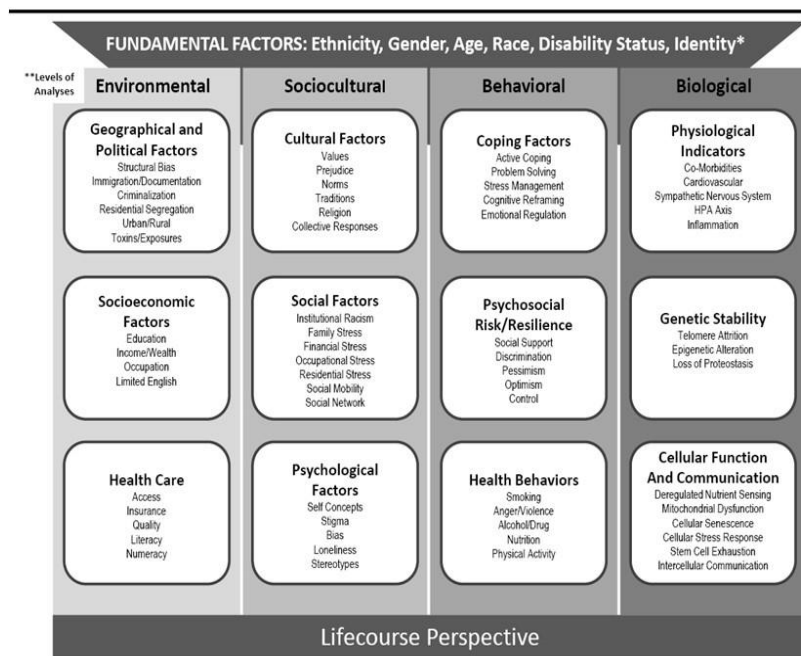 FUNDAMENTAL FACTORS: Ethnicity, Gender, Age, Race, Disability Status, Identity*
**Levels of
Analyses
Environmental
Sociocultural
Behavioral
Biological
Geographical and
Political Factors
Structural Bias
Immigration/Documentation
Criminalization
Residential Segregation
Urban/Rural
Toxins/Exposures
Cultural Factors
Values
Prejudice
Norms
Traditions
Religion
Collective Responses
Coping Factors
Active Coping
Problem Solving
Stress Management
Cognitive Reframing
Emotional Regulation
Physiological
Indicators
Co-Morbidities
Cardiovascular
Sympathetic Nervous System
HPA Axis
Inflammation
Socioeconomic
Factors
Education
Income/Wealth
Occupation
Limited English
Social Factors
Institutional Racism
Family Stress
Financial Stress
Occupational Stress
Residential Stress
Social Mobility
Social Network
Psychosocial
Risk/Resilience
Social Support
Discrimination
Pessimism
Optimism
Control
Genetic Stability
Telomere Attrition
Epigenetic Alteration
Loss of Proteostasis
Health Care
Access
Insurance
Quality
Literacy
Numeracy
Psychological
Factors
Self Concepts
Stigma
Bias
Loneliness
Stereotypes
Health Behaviors
Smoking
Anger/Violence
Alcohol/Drug
Nutrition
Physical Activity
Cellular Function
And Communication
Deregulated Nutrient Sensing
Mitochondrial Dysfunction
Cellular Senescence
Cellular Stress Response
Stem Cell Exhaustion
Intercellular Communication
Lifecourse Perspective